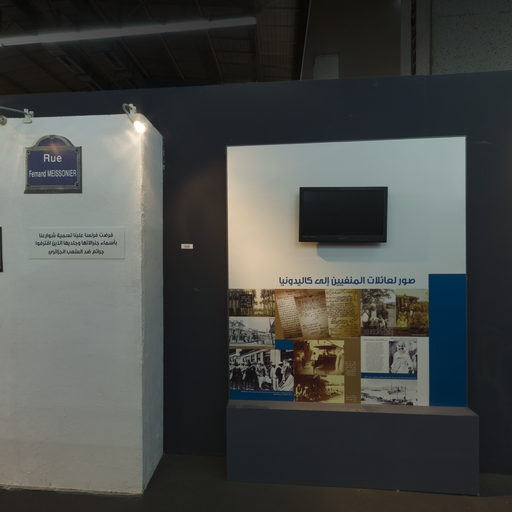 Rue
Fernand MEISSONIER
فرضت فرنسا علينا تسمية شوارعنا
بأسماء جنرالاتها وجلاديها الذين اقترفوا
جرائم ضد الشعب الجزائري
صور لعائلات المنفيين إلى كاليدونيا